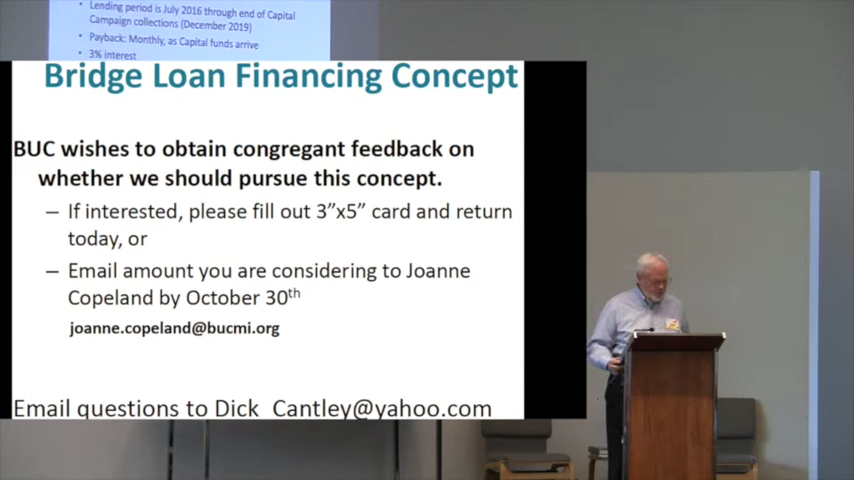 • Lending period is July 2016 through end of Capital
Campaign collections (December 2019)
• Payback: Monthly, as Capital funds arrive
• 3% interest
Bridge Loan Financing Concept
BUC wishes to obtain congregant feedback on
whether we should pursue this concept.
– If interested, please fill out 3”x5” card and return
today, or
– Email amount you are considering to Joanne
Copeland by October 30th
joanne.copeland@bucmi.org
Email questions to Dick_Cantley@yahoo.com